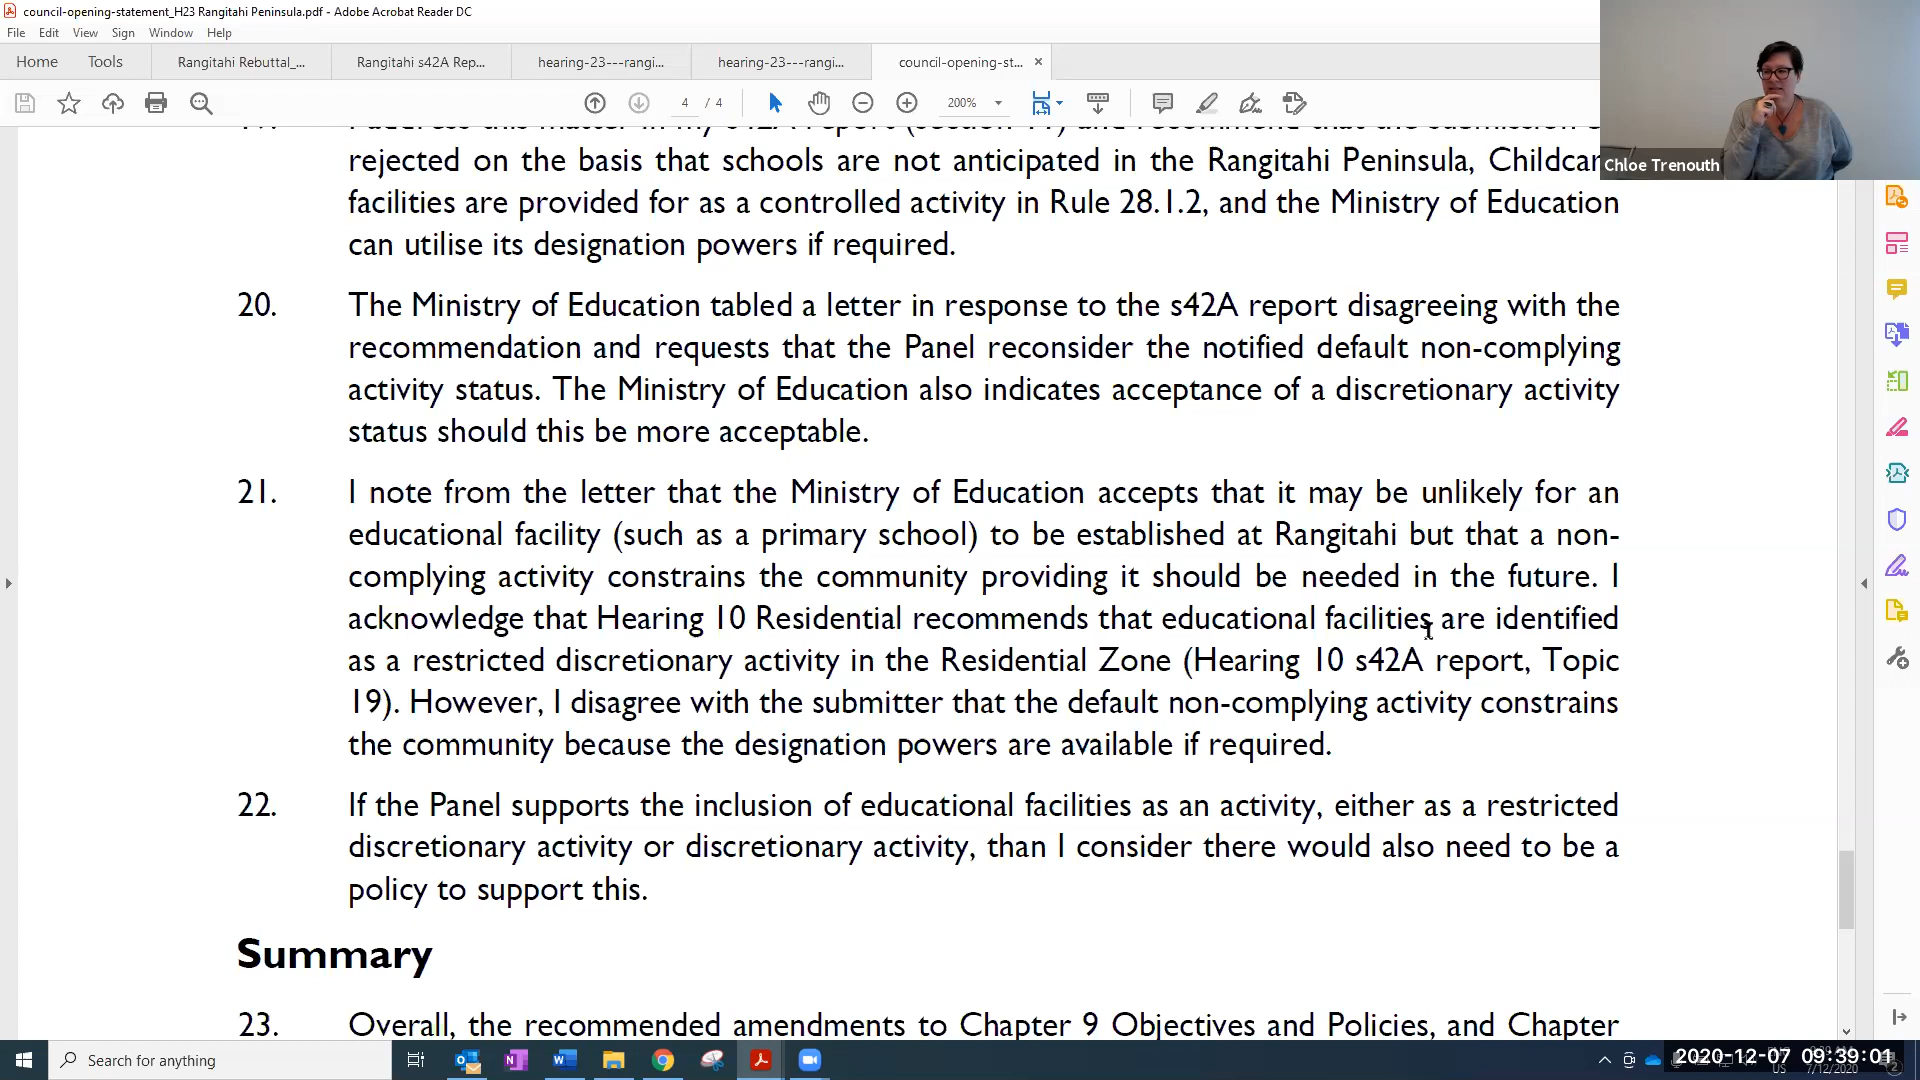 council-opening-statement_H23 Rangitahi Peninsula.pdf - Adobe Acrobat Reader DC
File Edit View Sign Window Help
Home Tools Rangitahi Rebuttal_... Rangitahi s42A Rep... hearing-23---rangi... hearing-23---rangi... council-opening-st... ×
4 / 4 200%
Chloe Trenouth
rejected on the basis that schools are not anticipated in the Rangitahi Peninsula, Childcar
facilities are provided for as a controlled activity in Rule 28.1.2, and the Ministry of Education
can utilise its designation powers if required.
20. The Ministry of Education tabled a letter in response to the s42A report disagreeing with the
recommendation and requests that the Panel reconsider the notified default non-complying
activity status. The Ministry of Education also indicates acceptance of a discretionary activity
status should this be more acceptable.
21. I note from the letter that the Ministry of Education accepts that it may be unlikely for an
educational facility (such as a primary school) to be established at Rangitahi but that a non-
complying activity constrains the community providing it should be needed in the future. I
acknowledge that Hearing 10 Residential recommends that educational facilities are identified
as a restricted discretionary activity in the Residential Zone (Hearing 10 s42A report, Topic
19). However, I disagree with the submitter that the default non-complying activity constrains
the community because the designation powers are available if required.
22. If the Panel supports the inclusion of educational facilities as an activity, either as a restricted
discretionary activity or discretionary activity, than I consider there would also need to be a
policy to support this.
Summary
23. Overall, the recommended amendments to Chapter 9 Objectives and Policies, and Chapter
Search for anything
2020-12-07 09:39:01
US 7/12/2020